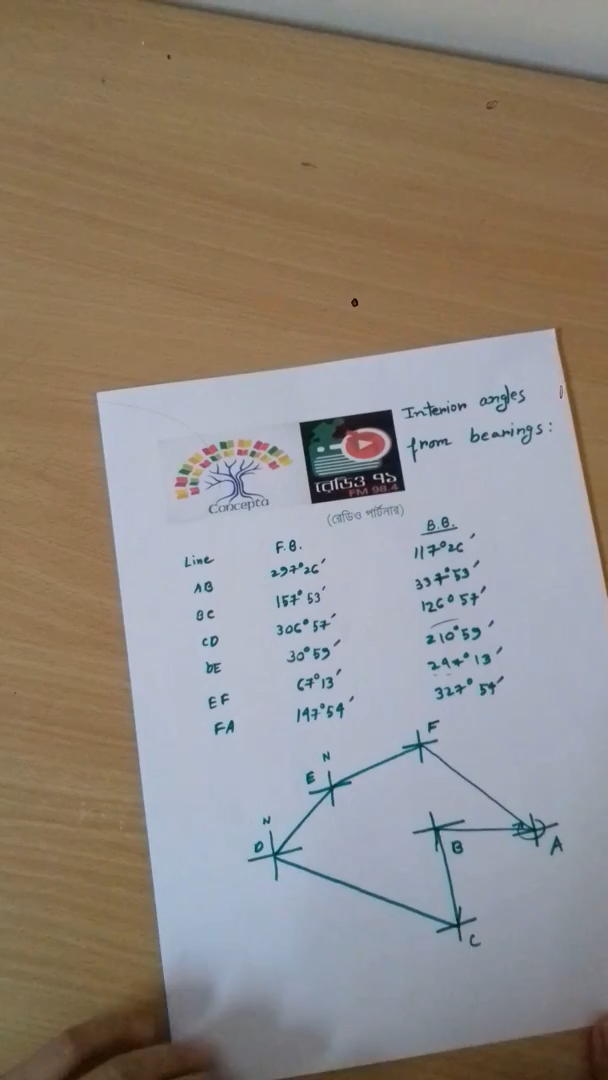 Interior angles
from bearings:
Concepta
রেডিও ৭১
FM 98.4
(রেডিও পার্টনার)
Line F.B. B.B.
AB 297°26′ 117°26′
BC 157°53′ 337°53′
CD 306°57′ 126°57′
DE 30°59′ 210°59′
EF 67°13′ 247°13′
FA 147°54′ 327°54′
F
N
E
N
D
B
A
C